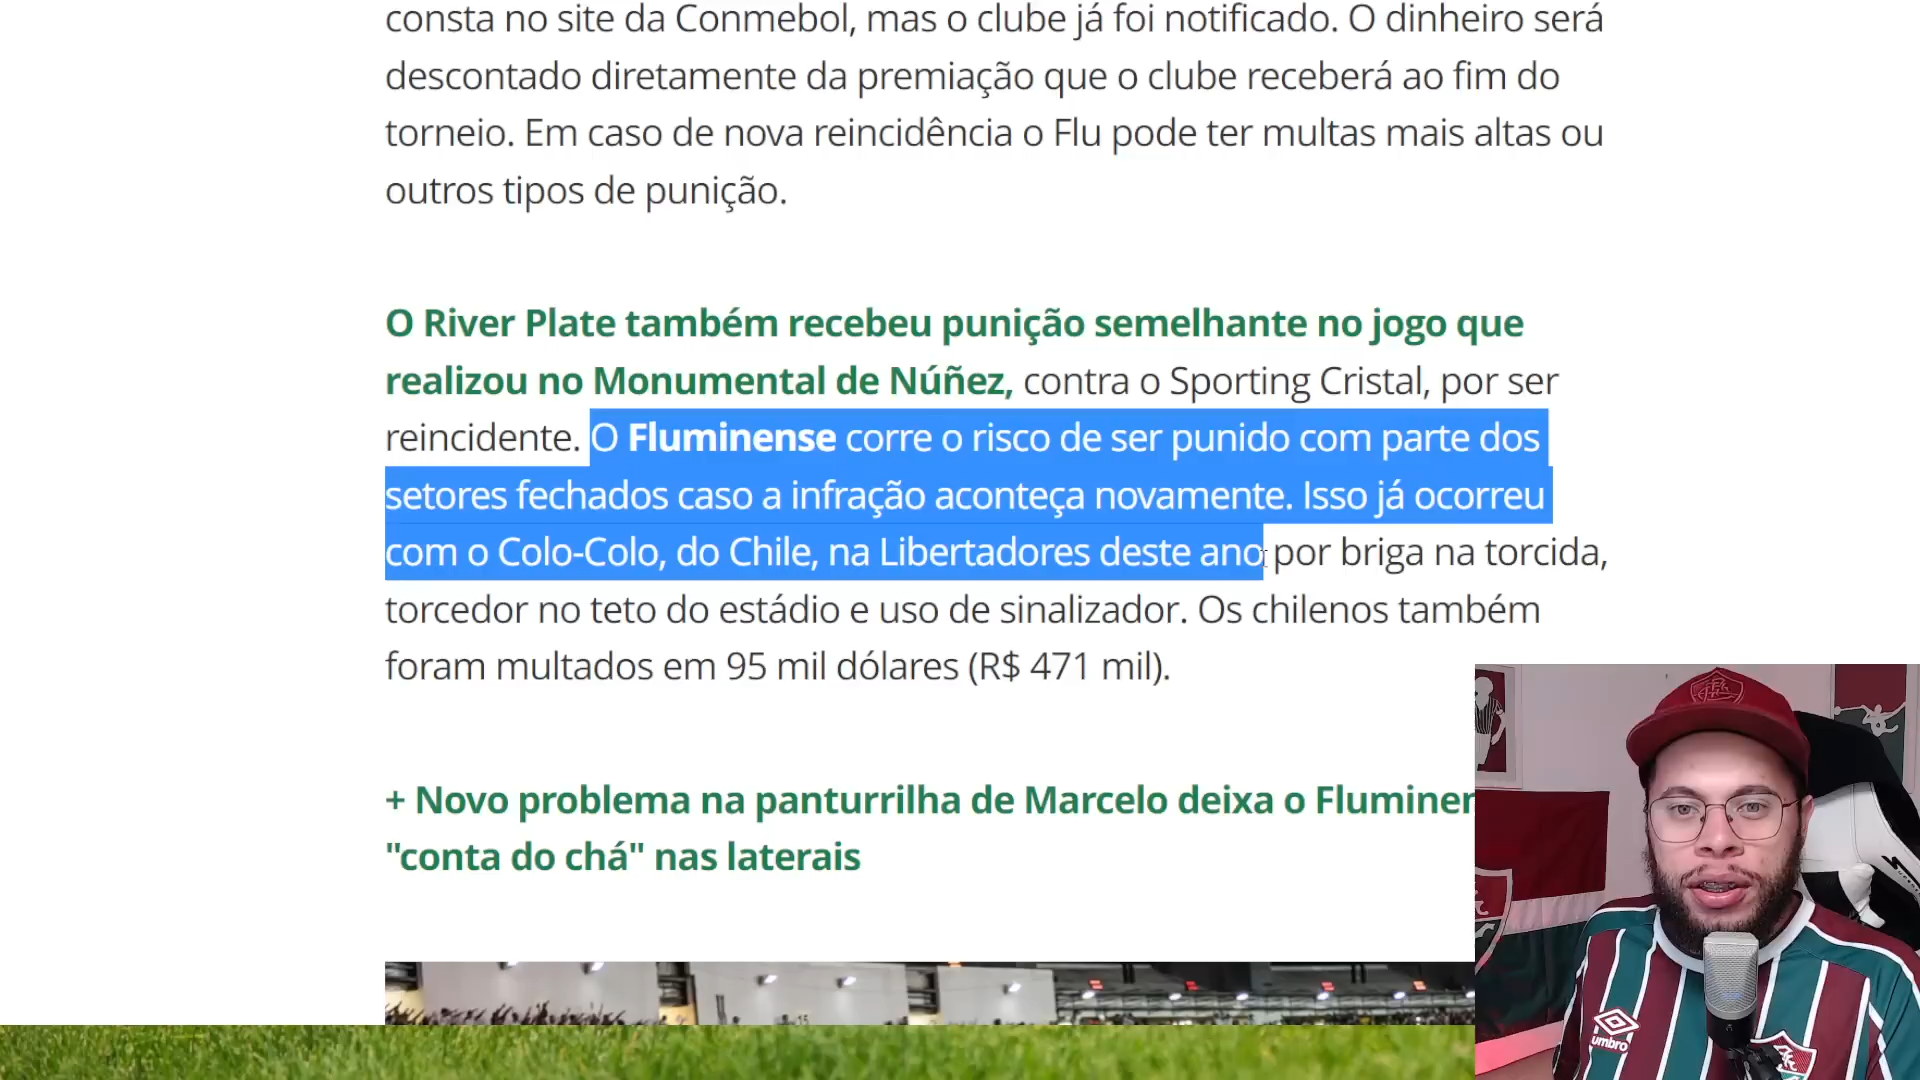 consta no site da Conmebol, mas o clube já foi notificado. O dinheiro será
descontado diretamente da premiação que o clube receberá ao fim do
torneio. Em caso de nova reincidência o Flu pode ter multas mais altas ou
outros tipos de punição.
O River Plate também recebeu punição semelhante no jogo que
realizou no Monumental de Núñez, contra o Sporting Cristal, por ser
reincidente. O Fluminense corre o risco de ser punido com parte dos
setores fechados caso a infração aconteça novamente. Isso já ocorreu
com o Colo-Colo, do Chile, na Libertadores deste ano por briga na torcida,
torcedor no teto do estádio e uso de sinalizador. Os chilenos também
foram multados em 95 mil dólares (R$ 471 mil).
+ Novo problema na panturrilha de Marcelo deixa o Fluminen
"conta do chá" nas laterais
umbro